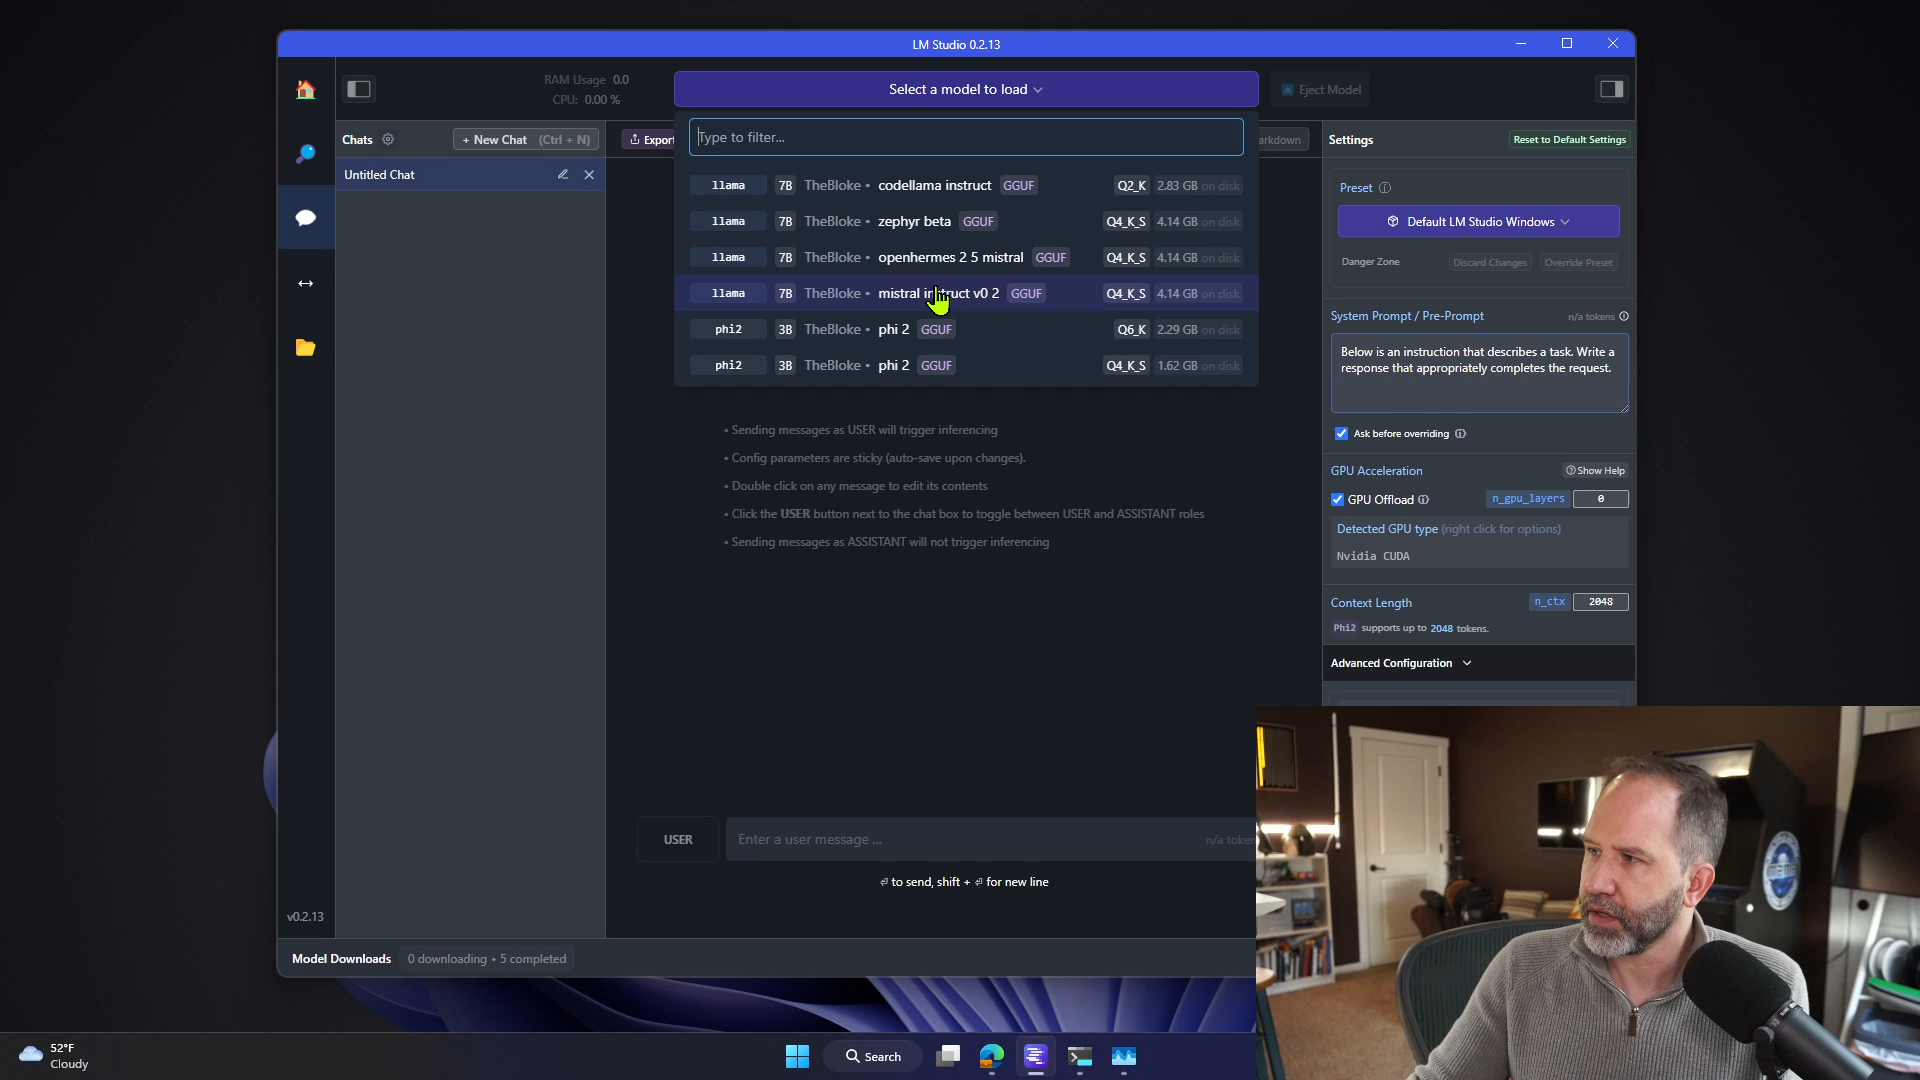 LM Studio 0.2.13
RAM Usage 0.0
CPU: 0.00 %
Select a model to load
Eject Model
Chats
+ New Chat (Ctrl + N)
Export
Type to filter...
arkdown
Settings
Reset to Default Settings
Untitled Chat
llama 7B TheBloke • codellama instruct GGUF Q2_K 2.83 GB on disk
llama 7B TheBloke • zephyr beta GGUF Q4_K_S 4.14 GB on disk
llama 7B TheBloke • openhermes 2 5 mistral GGUF Q4_K_S 4.14 GB on disk
llama 7B TheBloke • mistral instruct v0 2 GGUF Q4_K_S 4.14 GB on disk
phi2 3B TheBloke • phi 2 GGUF Q6_K 2.29 GB on disk
phi2 3B TheBloke • phi 2 GGUF Q4_K_S 1.62 GB on disk
• Sending messages as USER will trigger inferencing
• Config parameters are sticky (auto-save upon changes).
• Double click on any message to edit its contents
• Click the USER button next to the chat box to toggle between USER and ASSISTANT roles
• Sending messages as ASSISTANT will not trigger inferencing
USER
Enter a user message ...
n/a token
⏎ to send, shift + ⏎ for new line
Preset
Default LM Studio Windows
Danger Zone
Discard Changes
Override Preset
System Prompt / Pre-Prompt
n/a tokens
Below is an instruction that describes a task. Write a
response that appropriately completes the request.
Ask before overriding
GPU Acceleration
Show Help
GPU Offload
n_gpu_layers 0
Detected GPU type (right click for options)
Nvidia CUDA
Context Length
n_ctx 2048
Phi2 supports up to 2048 tokens.
Advanced Configuration
v0.2.13
Model Downloads
0 downloading • 5 completed
52°F
Cloudy
Search